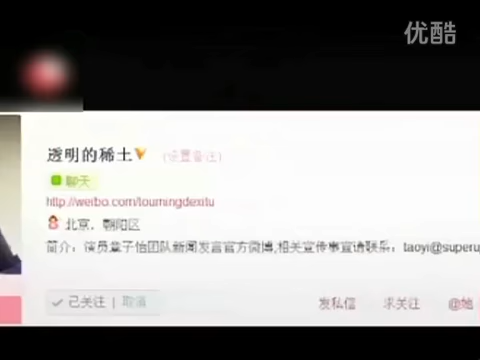 优酷
透明的稀土 (设置备注)
聊天
http://weibo.com/toumingdexitu
北京，朝阳区
简介：演员章子怡团队新闻发言官方微博,相关宣传事宜请联系：taoyi@superu
已关注 | 取消 发私信 求关注 @她